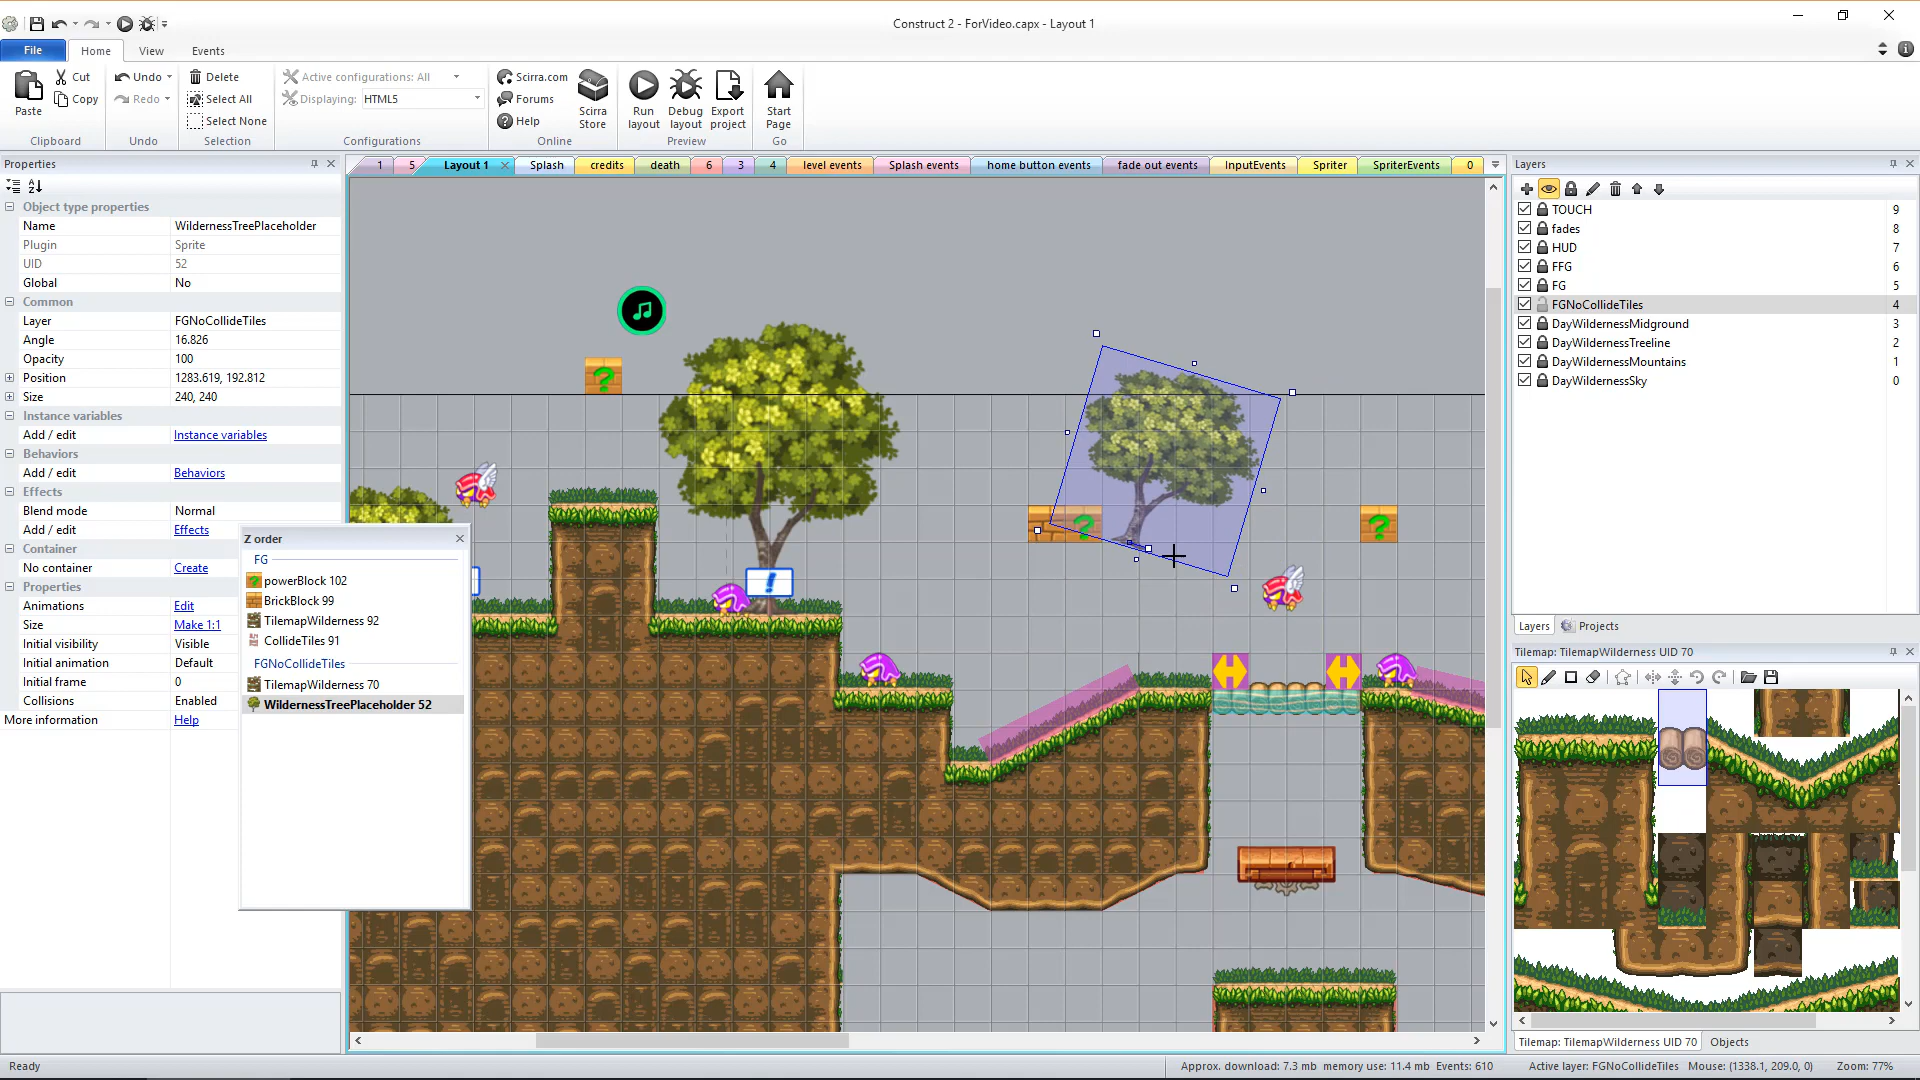 Construct 2 - ForVideo.capx - Layout 1
File
Home
View
Events
Paste
Cut
Copy
Clipboard
Undo
Redo
Undo
Delete
Select All
Select None
Selection
Active configurations: All
Displaying: HTML5
Configurations
Scirra.com
Forums
Help
Scirra Store
Online
Run layout
Debug layout
Export project
Preview
Start Page
Go
Properties
Object type properties
Name WildernessTreePlaceholder
Plugin Sprite
UID 52
Global No
Common
Layer FGNoCollideTiles
Angle 16.826
Opacity 100
Position 1283.619, 192.812
Size 240, 240
Instance variables
Add / edit Instance variables
Behaviors
Add / edit Behaviors
Effects
Blend mode Normal
Add / edit Effects
Container
No container Create
Properties
Animations Edit
Size Make 1:1
Initial visibility Visible
Initial animation Default
Initial frame 0
Collisions Enabled
More information Help
Z order
FG
powerBlock 102
BrickBlock 99
TilemapWilderness 92
CollideTiles 91
FGNoCollideTiles
TilemapWilderness 70
WildernessTreePlaceholder 52
1 5 Layout 1 Splash credits death 6 3 4 level events Splash events home button events fade out events InputEvents Spriter SpriterEvents 0
?
!
?
?
Layers
TOUCH 9
fades 8
HUD 7
FFG 6
FG 5
FGNoCollideTiles 4
DayWildernessMidground 3
DayWildernessTreeline 2
DayWildernessMountains 1
DayWildernessSky 0
Layers Projects
Tilemap: TilemapWilderness UID 70
Tilemap: TilemapWilderness UID 70 Objects
Ready
Approx. download: 7.3 mb memory use: 11.4 mb Events: 610
Active layer: FGNoCollideTiles Mouse: (1338.1, 209.0, 0) Zoom: 77%